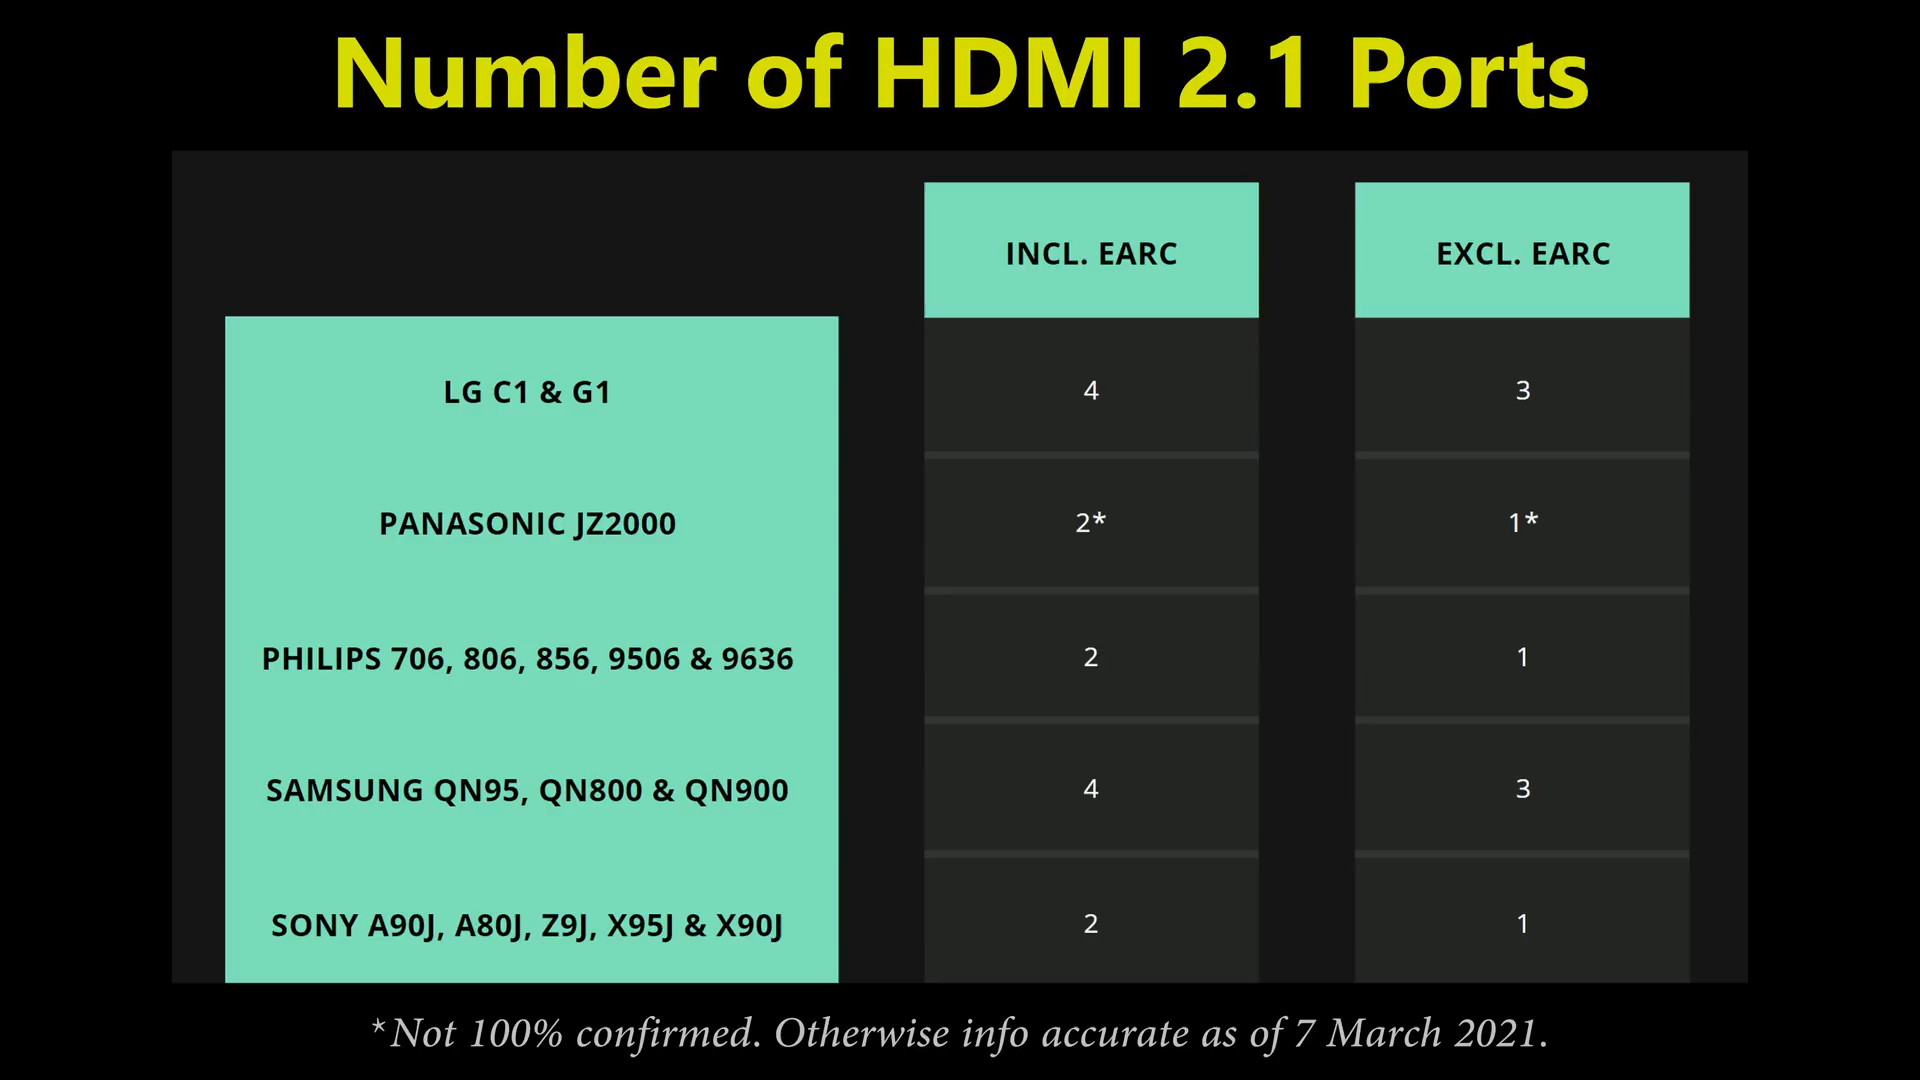 Number of HDMI 2.1 Ports
INCL. EARC EXCL. EARC
LG C1 & G1 4 3
PANASONIC JZ2000 2* 1*
PHILIPS 706, 806, 856, 9506 & 9636 2 1
SAMSUNG QN95, QN800 & QN900 4 3
SONY A90J, A80J, Z9J, X95J & X90J 2 1
*Not 100% confirmed. Otherwise info accurate as of 7 March 2021.